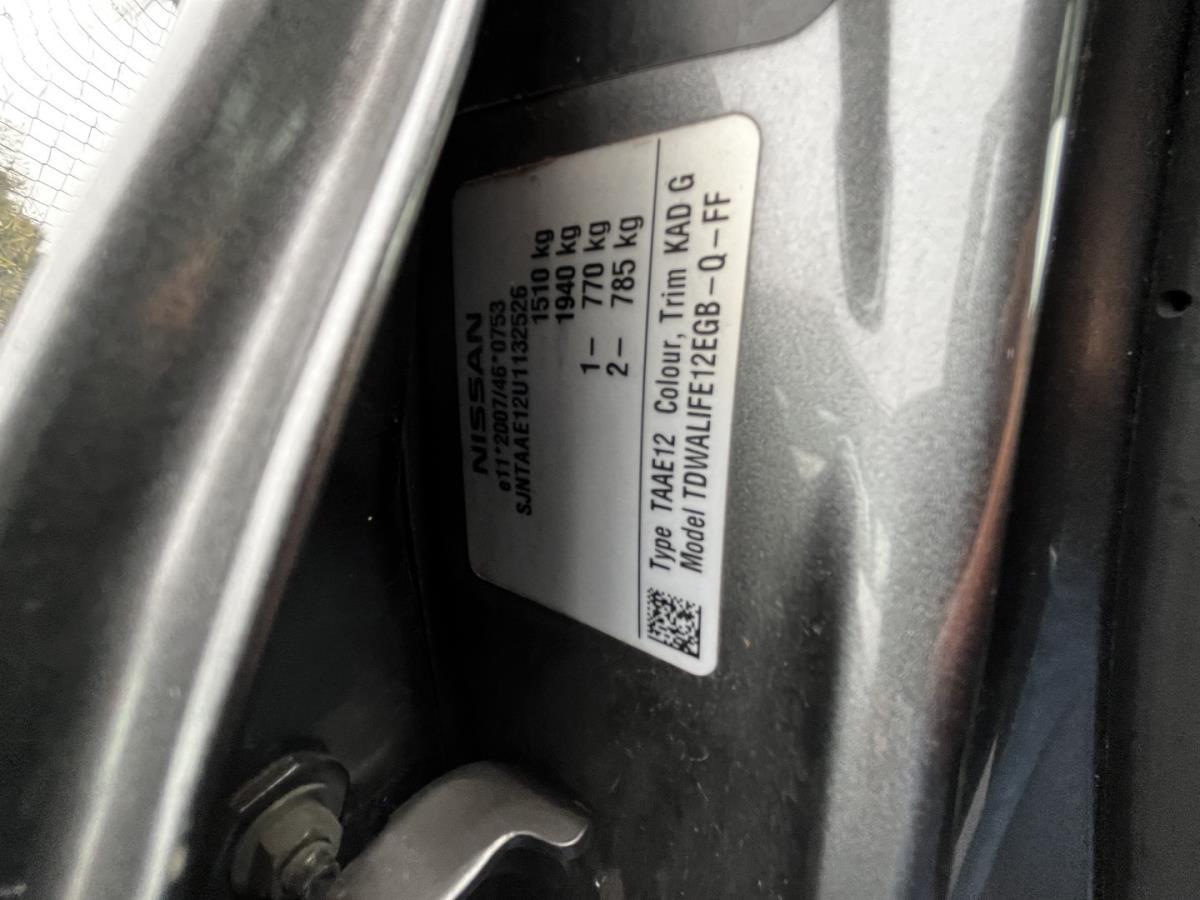 NISSAN
e11*2007/46*0753
SJNTAAE12U1132526
1510 kg
1940 kg
1- 770 kg
2- 785 kg
Type TAAE12 Colour, Trim KAD G
Model TDWALIFE12EGB-Q-FF